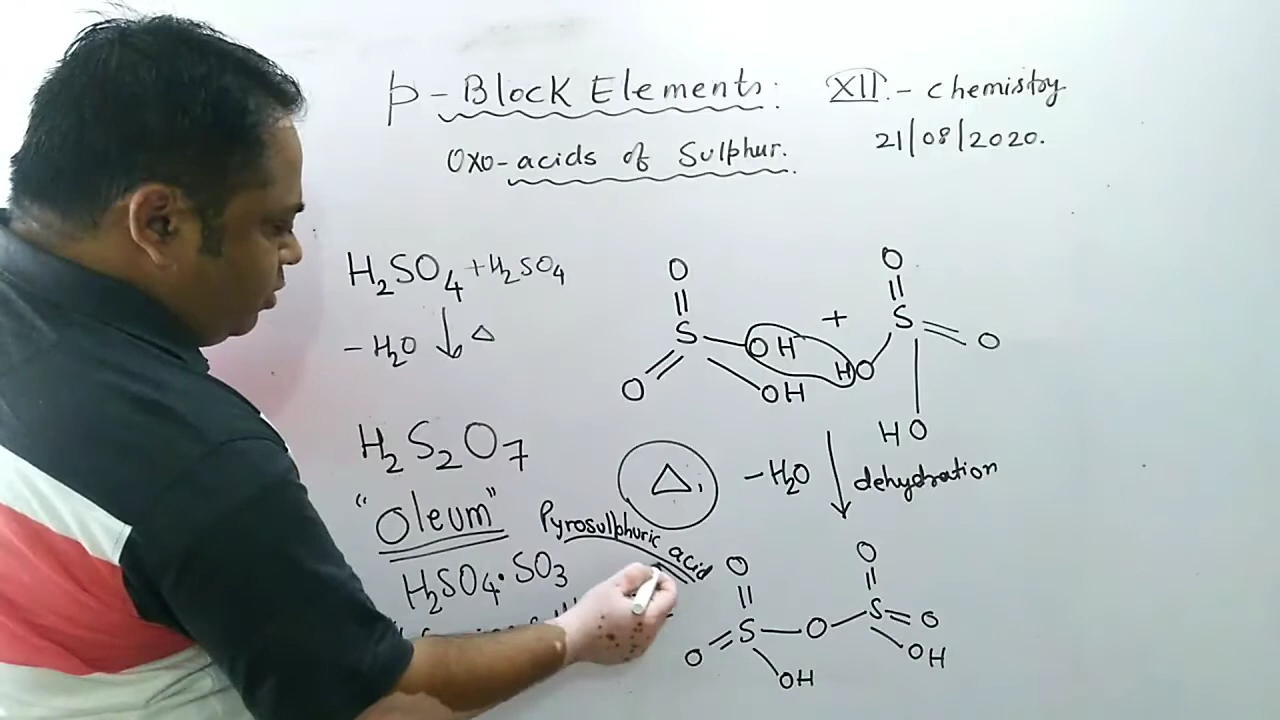 p-Block Elements: XII.- chemistry
Oxo-acids of Sulphur. 21/08/2020.
H₂SO₄ + H₂SO₄
-H₂O ↓ △
H₂S₂O₇
"Oleum"
H₂SO₄·SO₃
Pyrosulphuric acid
O O
S OH + S O
O OH HO
HO
△, -H₂O ↓ dehydration
O O
S O S O
O OH OH